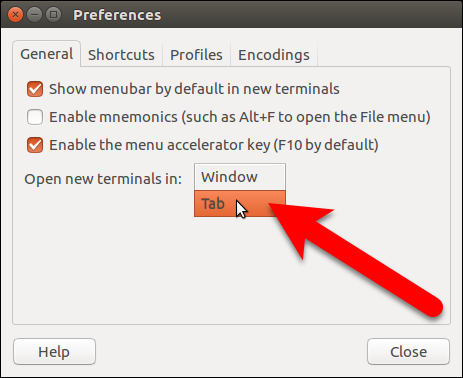 Preferences
General Shortcuts Profiles Encodings
Show menubar by default in new terminals
Enable mnemonics (such as Alt+F to open the File menu)
Enable the menu accelerator key (F10 by default)
Open new terminals in: Window
Tab
Help Close